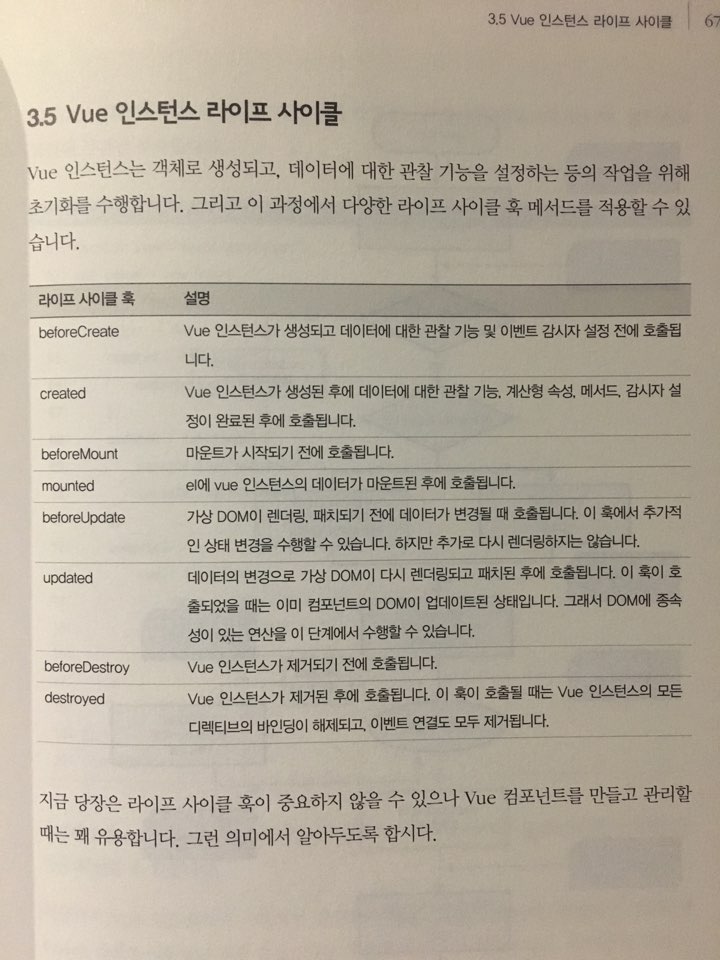 3.5 Vue 인스턴스 라이프 사이클 67
3.5 Vue 인스턴스 라이프 사이클
Vue 인스턴스는 객체로 생성되고, 데이터에 대한 관찰 기능을 설정하는 등의 작업을 위해
초기화를 수행합니다. 그리고 이 과정에서 다양한 라이프 사이클 훅 메서드를 적용할 수 있
습니다.
라이프 사이클 훅 설명
beforeCreate Vue 인스턴스가 생성되고 데이터에 대한 관찰 기능 및 이벤트 감시자 설정 전에 호출됩
니다.
created Vue 인스턴스가 생성된 후에 데이터에 대한 관찰 기능, 계산형 속성, 메서드, 감시자 설
정이 완료된 후에 호출됩니다.
beforeMount 마운트가 시작되기 전에 호출됩니다.
mounted el에 vue 인스턴스의 데이터가 마운트된 후에 호출됩니다.
beforeUpdate 가상 DOM이 렌더링, 패치되기 전에 데이터가 변경될 때 호출됩니다. 이 훅에서 추가적
인 상태 변경을 수행할 수 있습니다. 하지만 추가로 다시 렌더링하지는 않습니다.
updated 데이터의 변경으로 가상 DOM이 다시 렌더링되고 패치된 후에 호출됩니다. 이 훅이 호
출되었을 때는 이미 컴포넌트의 DOM이 업데이트된 상태입니다. 그래서 DOM에 종속
성이 있는 연산을 이 단계에서 수행할 수 있습니다.
beforeDestroy Vue 인스턴스가 제거되기 전에 호출됩니다.
destroyed Vue 인스턴스가 제거된 후에 호출됩니다. 이 훅이 호출될 때는 Vue 인스턴스의 모든
디렉티브의 바인딩이 해제되고, 이벤트 연결도 모두 제거됩니다.
지금 당장은 라이프 사이클 훅이 중요하지 않을 수 있으나 Vue 컴포넌트를 만들고 관리할
때는 꽤 유용합니다. 그런 의미에서 알아두도록 합시다.